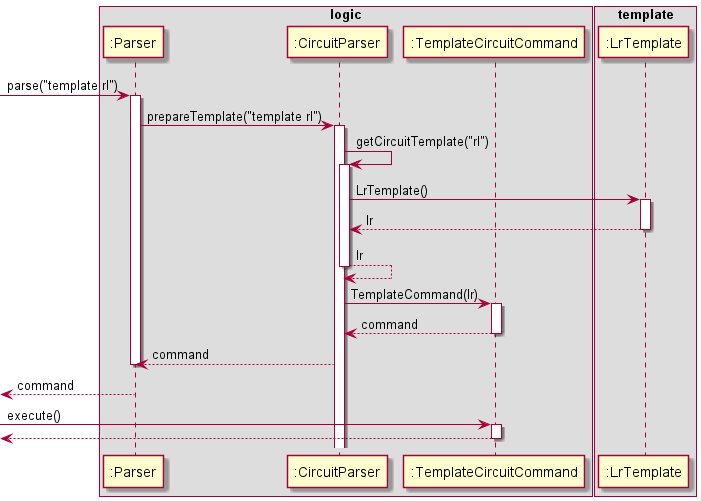 logic
template
:Parser
:CircuitParser
:TemplateCircuitCommand
:LrTemplate
parse("template rl")
prepareTemplate("template rl")
getCircuitTemplate("rl")
LrTemplate()
lr
lr
TemplateCommand(lr)
command
command
command
execute()
:Parser
:CircuitParser
:TemplateCircuitCommand
:LrTemplate